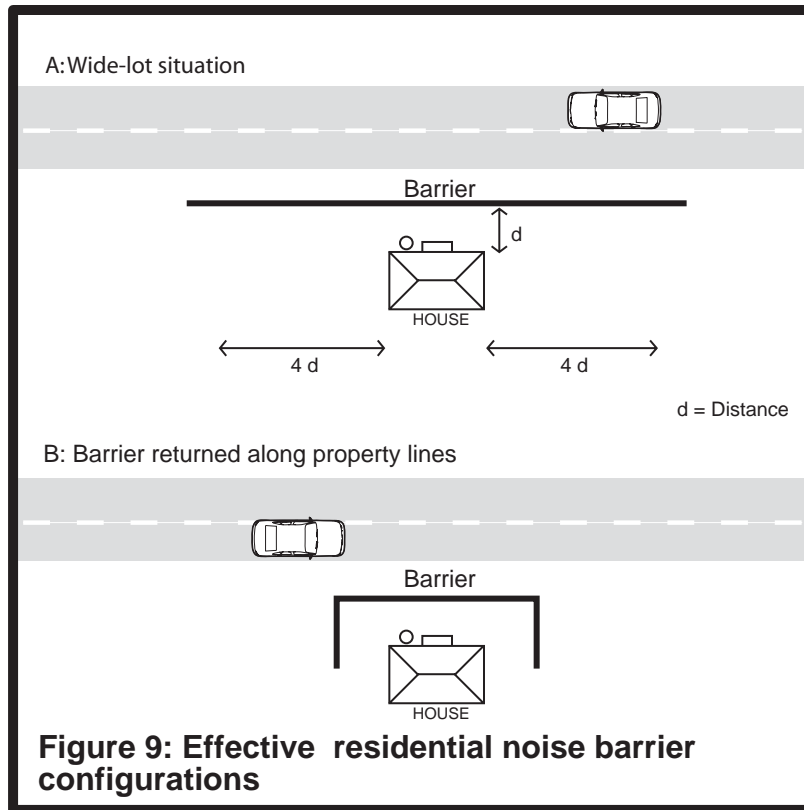 A:Wide-lot situation
Barrier
d
HOUSE
4 d 4 d
d = Distance
B: Barrier returned along property lines
Barrier
HOUSE
Figure 9: Effective residential noise barrier
configurations